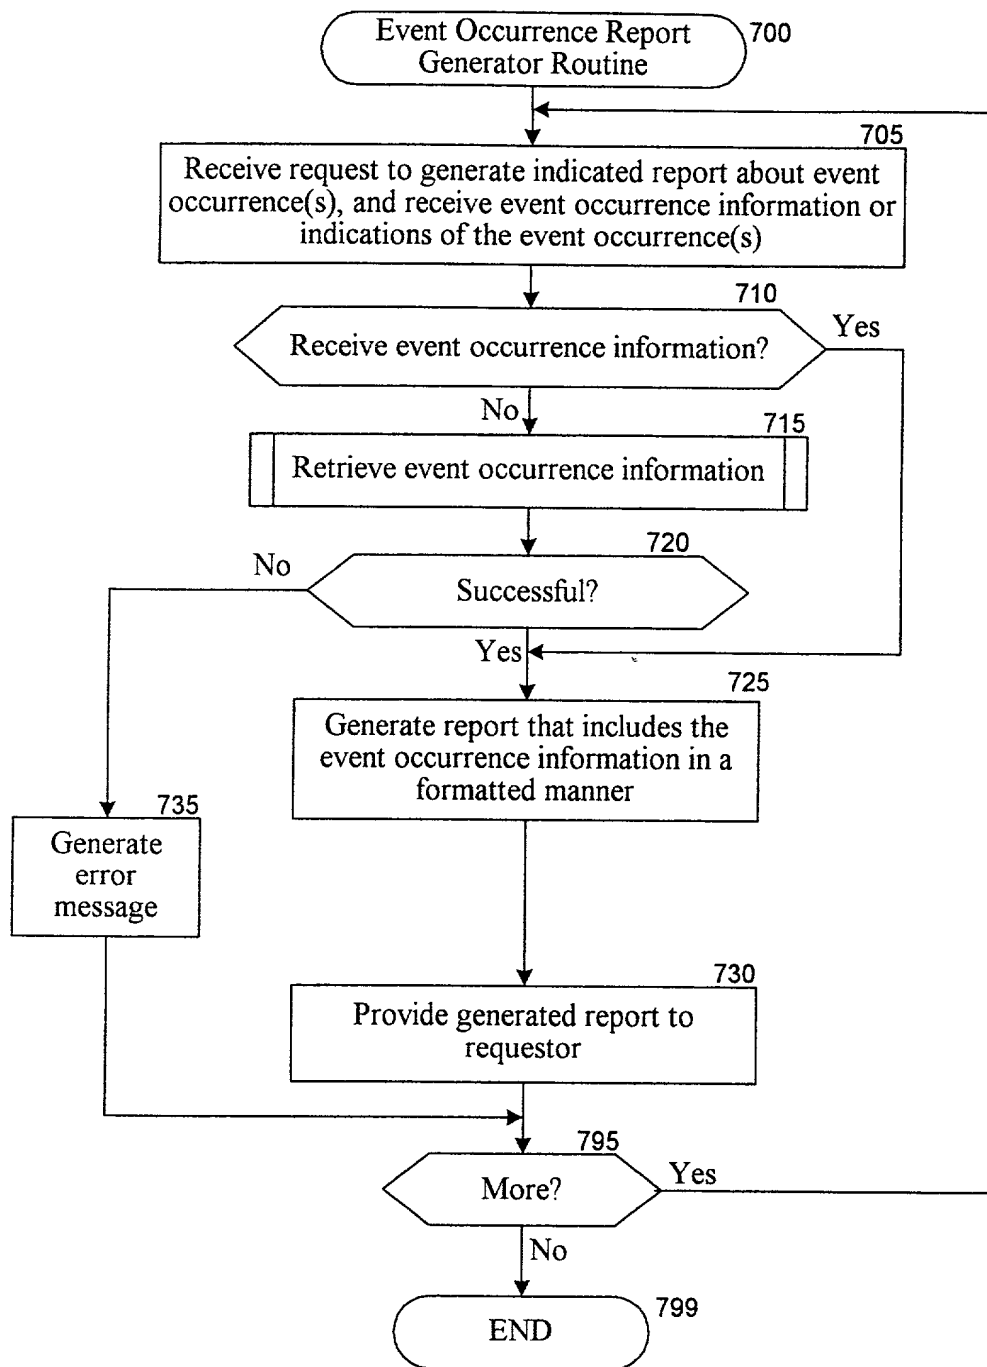 Event Occurrence Report
Generator Routine
700
705
Receive request to generate indicated report about event
occurrence(s), and receive event occurrence information or
indications of the event occurrence(s)
710
Receive event occurrence information?
Yes
No
715
Retrieve event occurrence information
720
No
Successful?
Yes
725
Generate report that includes the
event occurrence information in a
formatted manner
735
Generate
error
message
730
Provide generated report to
requestor
795
More?
Yes
No
799
END